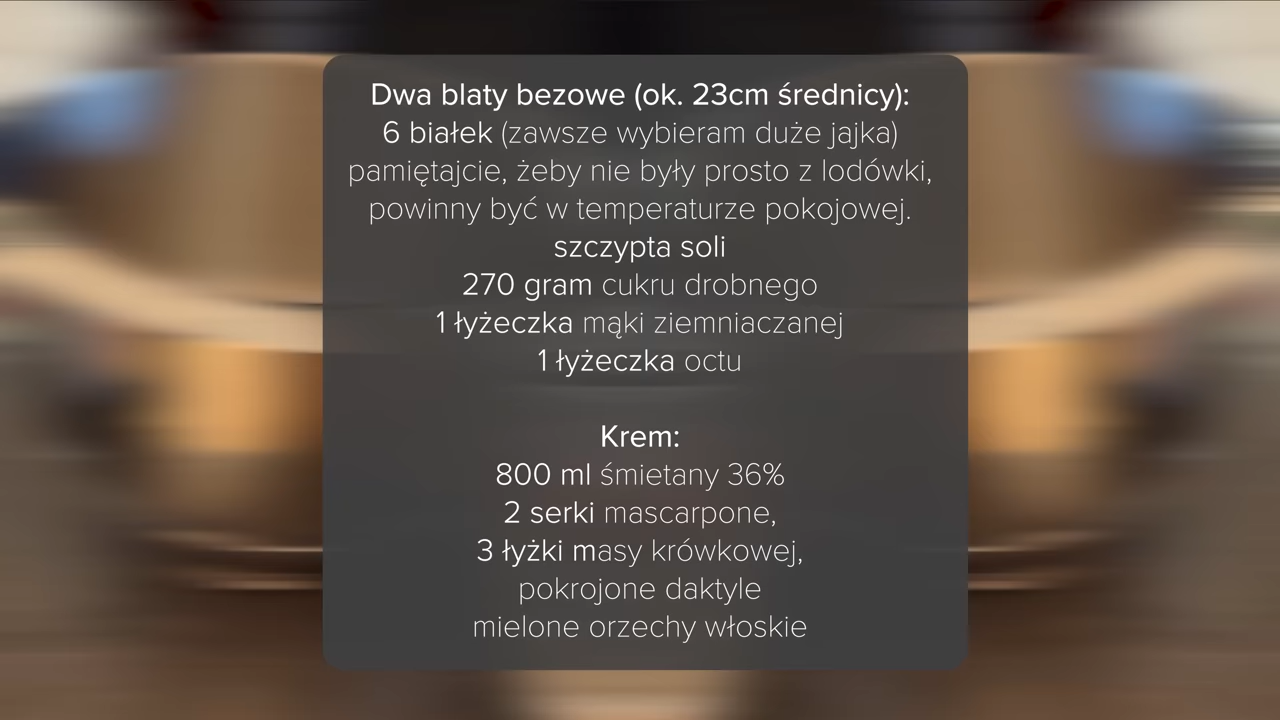 Dwa blaty bezowe (ok. 23cm średnicy):
6 białek (zawsze wybieram duże jajka)
pamiętajcie, żeby nie były prosto z lodówki,
powinny być w temperaturze pokojowej.
szczypta soli
270 gram cukru drobnego
1 łyżeczka mąki ziemniaczanej
1 łyżeczka octu
Krem:
800 ml śmietany 36%
2 serki mascarpone,
3 łyżki masy krówkowej,
pokrojone daktyle
mielone orzechy włoskie